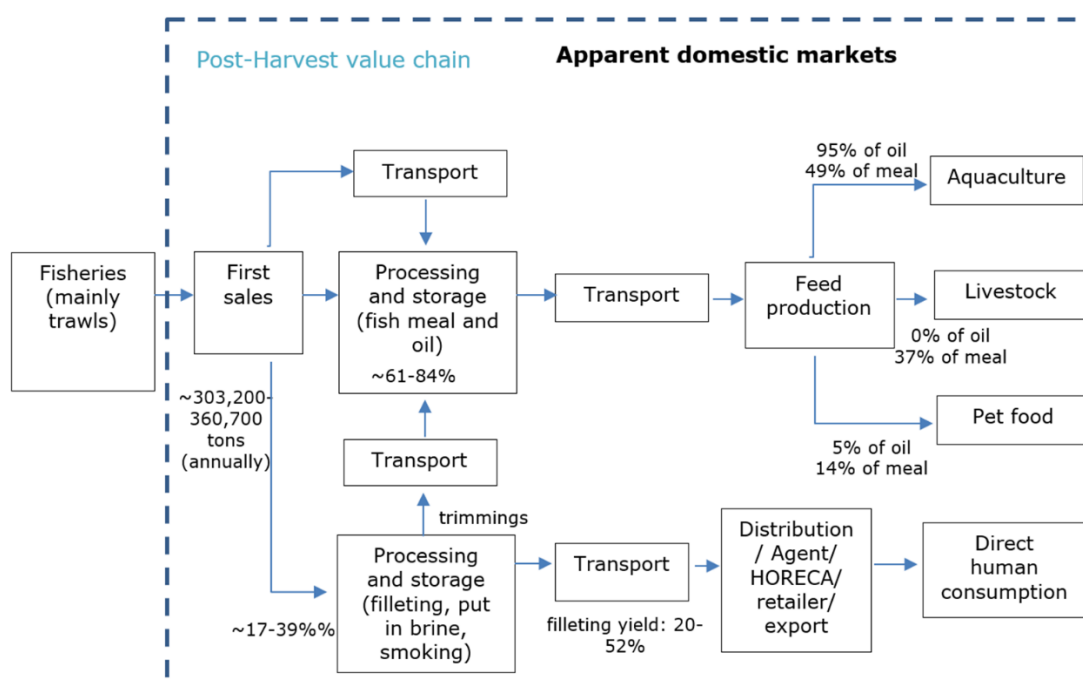 Post-Harvest value chain
Apparent domestic markets
Transport
95% of oil
49% of meal
Aquaculture
Fisheries
(mainly
trawls)
First
sales
Processing
and storage
(fish meal and
oil)
~61-84%
Transport
Feed
production
Livestock
0% of oil
37% of meal
~303,200-
360,700
tons
(annually)
Transport
Pet food
5% of oil
14% of meal
trimmings
Processing
and storage
(filleting, put
in brine,
smoking)
~17-39%%
Transport
filleting yield: 20-
52%
Distribution
/ Agent/
HORECA/
retailer/
export
Direct
human
consumption